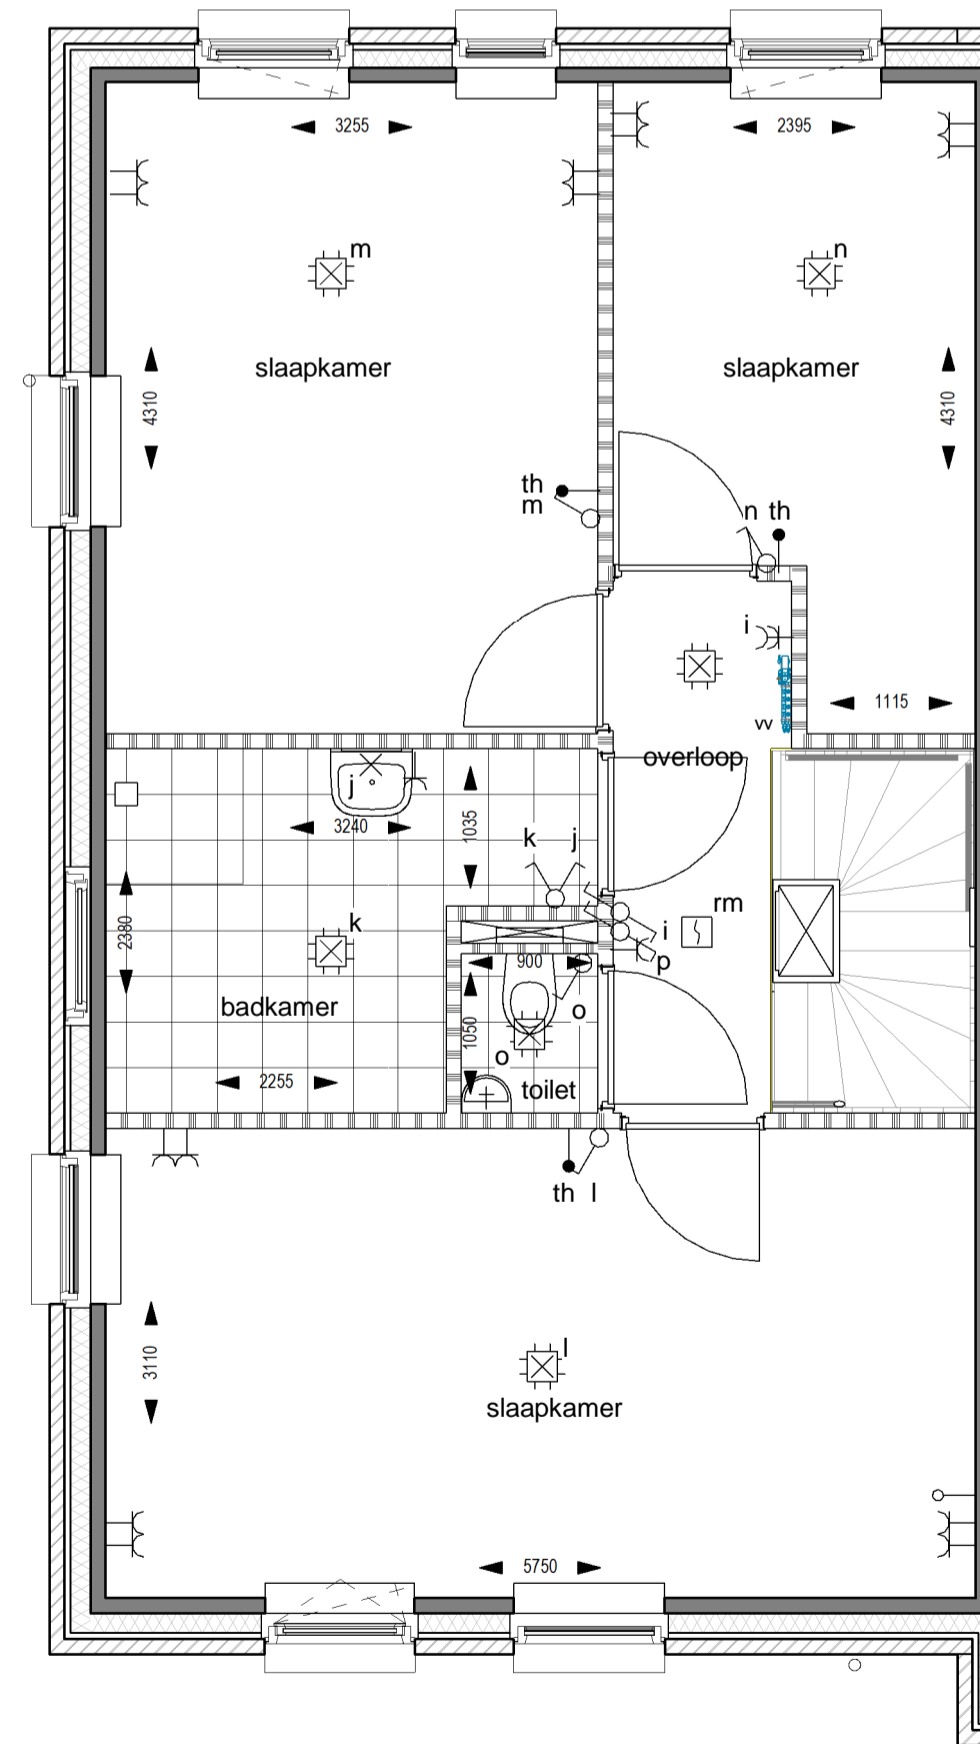 3255
2395
m
n
slaapkamer
slaapkamer
4310
4310
th
m
n th
i
1115
vv
overloop
j
3240
1035
k j
rm
2380
k
i
p
900
badkamer
o
1050
o
2255
toilet
th l
3110
l
slaapkamer
5750